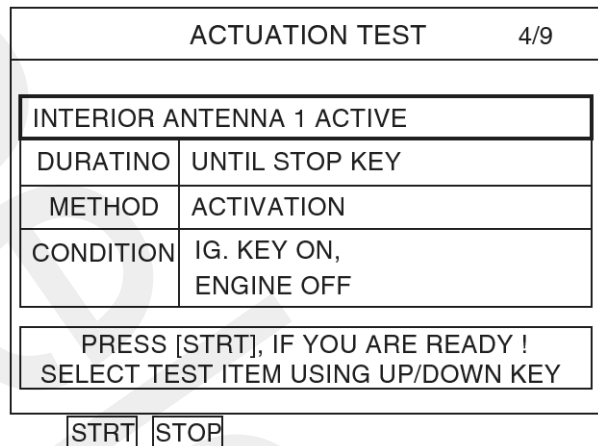 ACTUATION TEST 4/9
INTERIOR ANTENNA 1 ACTIVE
DURATINO UNTIL STOP KEY
METHOD ACTIVATION
CONDITION IG. KEY ON,
ENGINE OFF
PRESS [STRT], IF YOU ARE READY !
SELECT TEST ITEM USING UP/DOWN KEY
STRT STOP